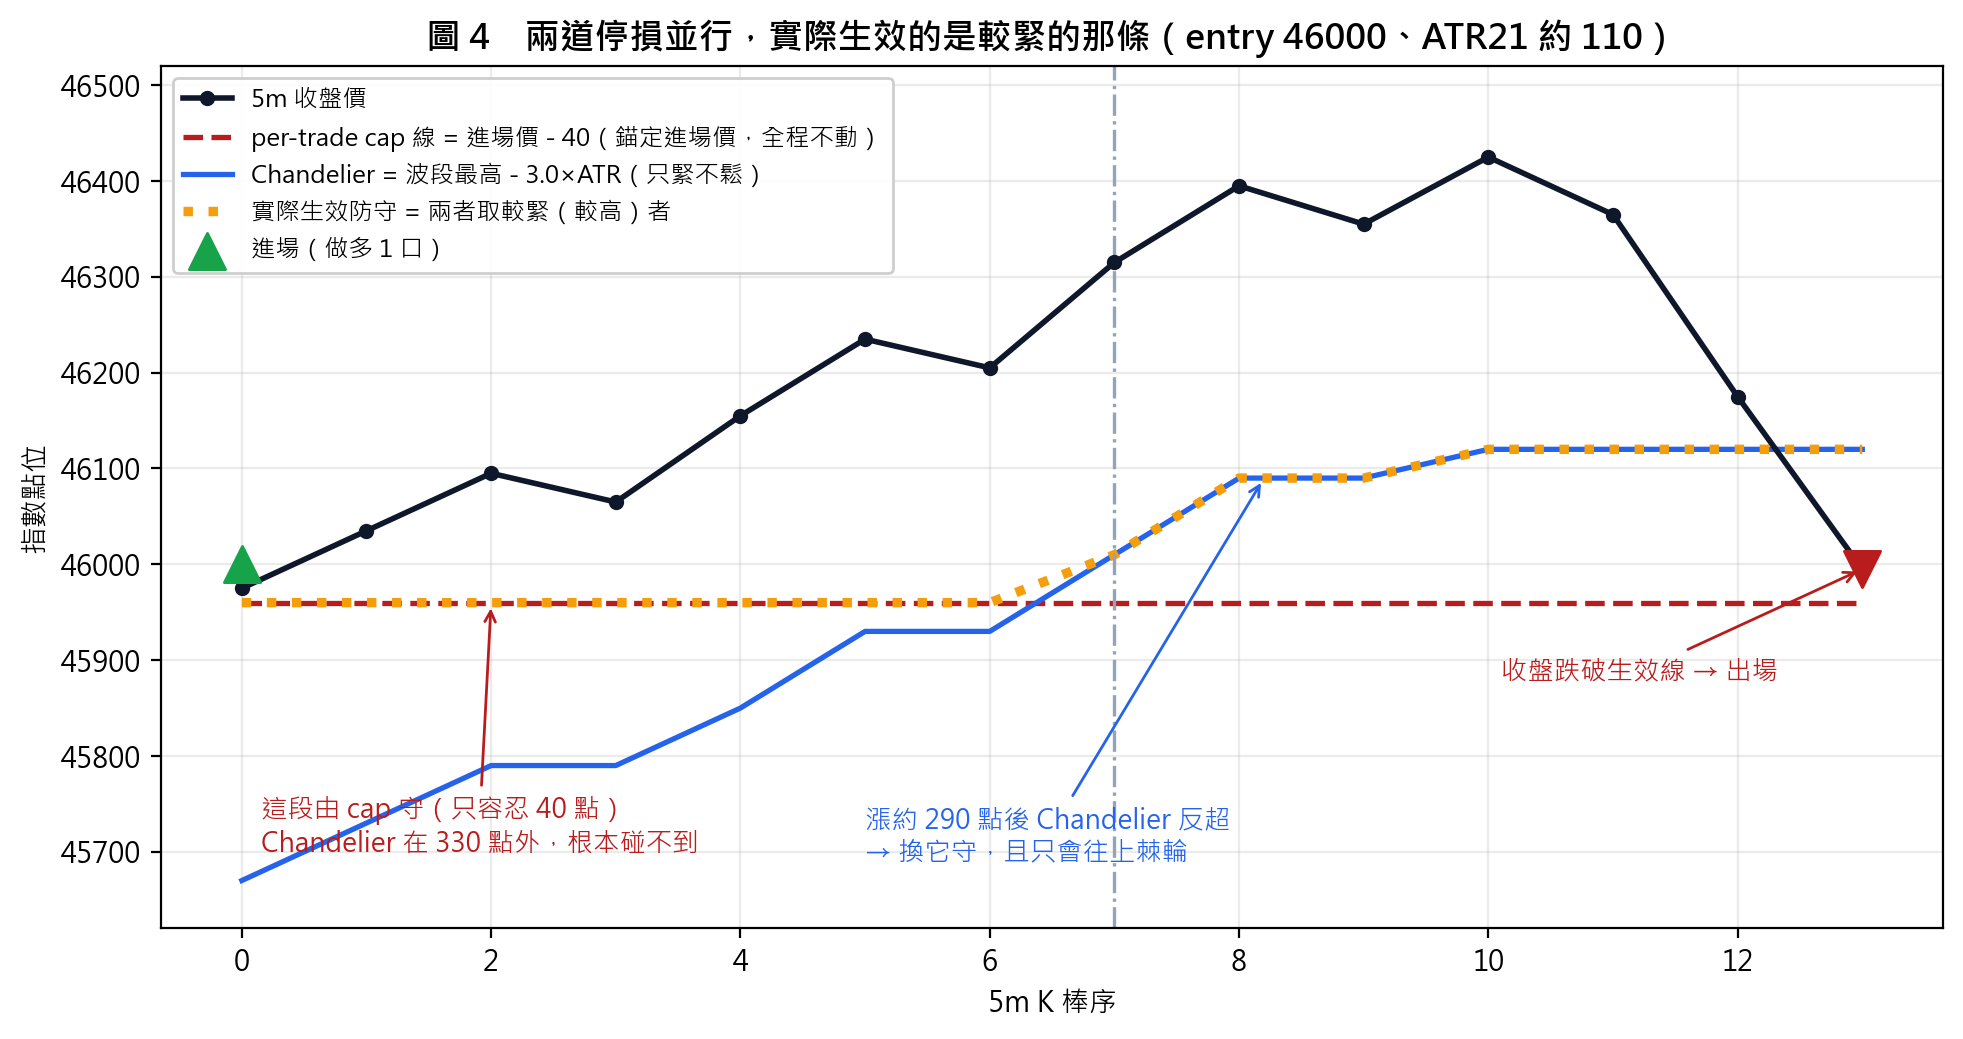 圖 4　兩道停損並行，實際生效的是較緊的那條（entry 46000、ATR21 約 110）
5m 收盤價
per-trade cap 線 = 進場價 - 40（錨定進場價，全程不動）
Chandelier = 波段最高 - 3.0×ATR（只緊不鬆）
實際生效防守 = 兩者取較緊（較高）者
進場（做多 1 口）
46500
46400
46300
46200
46100
46000
45900
45800
45700
指數點位
收盤跌破生效線 → 出場
這段由 cap 守（只容忍 40 點）
Chandelier 在 330 點外，根本碰不到
漲約 290 點後 Chandelier 反超
→ 換它守，且只會往上棘輪
0 2 4 6 8 10 12
5m K 棒序